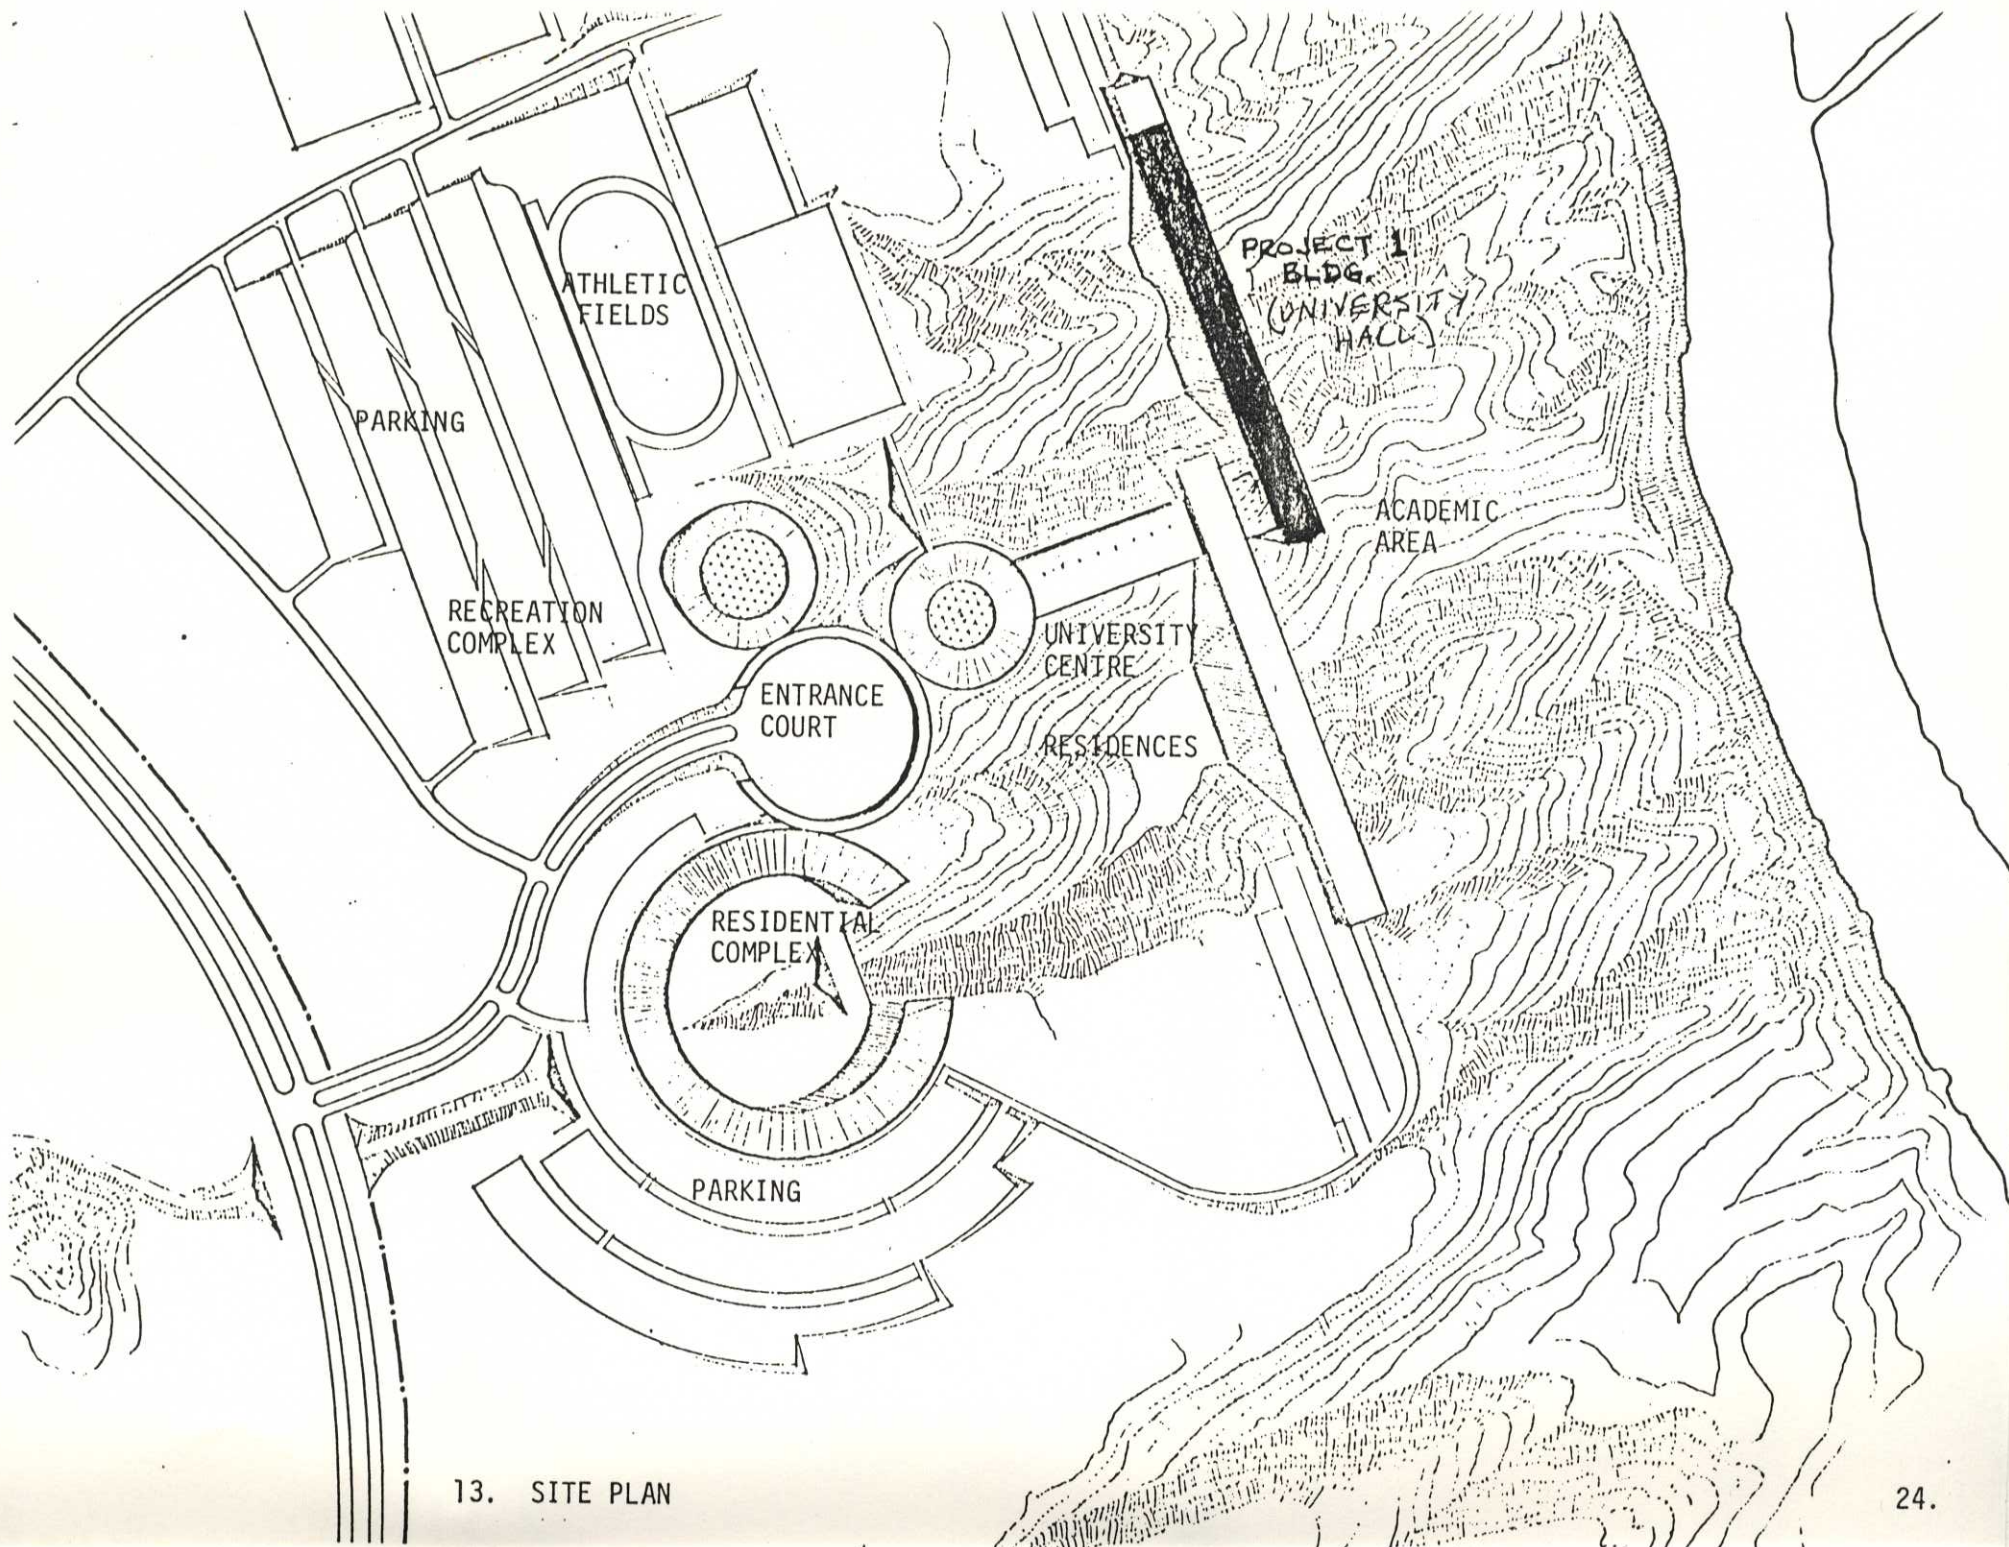 PROJECT 1
BLDG.
(UNIVERSITY
HALL)
ATHLETIC
FIELDS
PARKING
ACADEMIC
AREA
RECREATION
COMPLEX
UNIVERSITY
CENTRE
ENTRANCE
COURT
RESIDENCES
RESIDENTIAL
COMPLEX
PARKING
13. SITE PLAN
24.